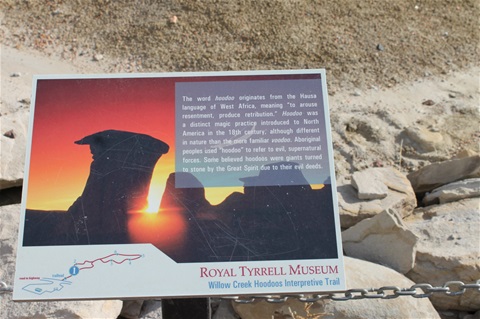 The word hoodoo originates from the Hausa
language of West Africa, meaning "to arouse
resentment, produce retribution." Hoodoo was
a distinct magic practice introduced to North
America in the 18th century, although different
in nature than the more familiar voodoo. Aboriginal
peoples used "hoodoo" to refer to evil, supernatural
forces. Some believed hoodoos were giants turned
to stone by the Great Spirit due to their evil deeds.
ROYAL TYRRELL MUSEUM
Willow Creek Hoodoos Interpretive Trail